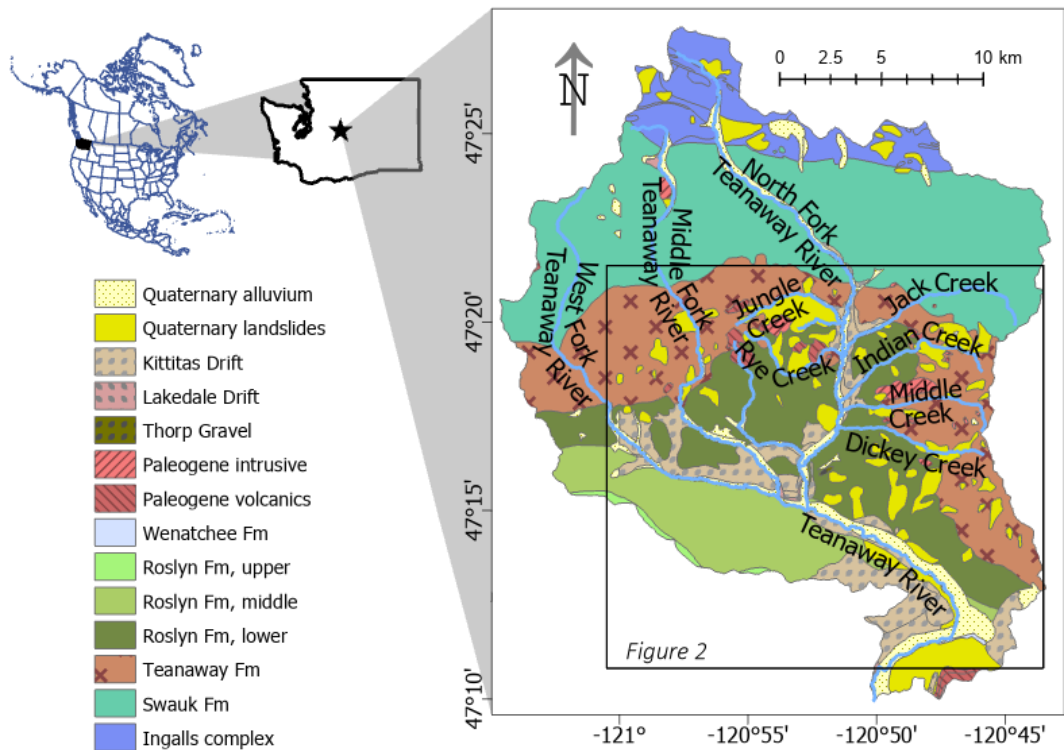 N
0 2.5 5 10 km
47°25'
47°20'
47°15'
47°10'
-121°
-120°55'
-120°50'
-120°45'
North Fork
Teanaway River
Middle Fork
Teanaway River
West Fork
Teanaway River
Jungle
Creek
Rye
Creek
Jack Creek
Indian Creek
Middle
Creek
Dickey Creek
Teanaway River
Figure 2
Quaternary alluvium
Quaternary landslides
Kittitas Drift
Lakedale Drift
Thorp Gravel
Paleogene intrusive
Paleogene volcanics
Wenatchee Fm
Roslyn Fm, upper
Roslyn Fm, middle
Roslyn Fm, lower
Teanaway Fm
Swauk Fm
Ingalls complex